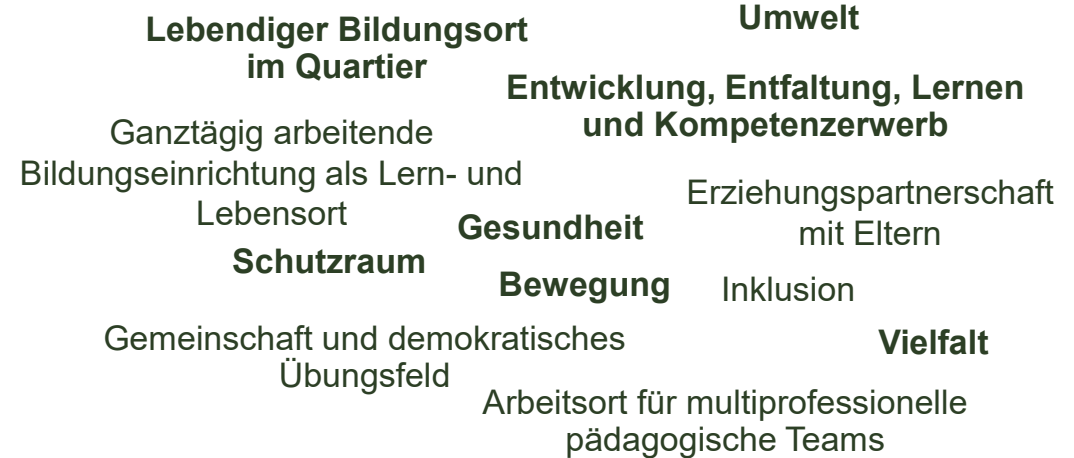 Lebendiger Bildungsort
im Quartier
Umwelt
Entwicklung, Entfaltung, Lernen
und Kompetenzerwerb
Ganztägig arbeitende
Bildungseinrichtung als Lern- und
Lebensort
Erziehungspartnerschaft
mit Eltern
Gesundheit
Schutzraum
Bewegung
Inklusion
Gemeinschaft und demokratisches
Übungsfeld
Vielfalt
Arbeitsort für multiprofessionelle
pädagogische Teams